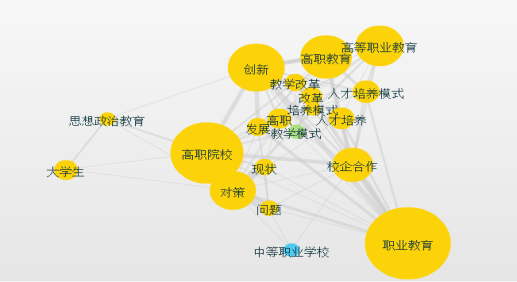 高等职业教育
高职教育
创新
教学改革
人才培养模式
改革
培养模式
思想政治教育
高职
人才培养
发展
教学模式
高职院校
大学生
现状
校企合作
对策
问题
职业教育
中等职业学校